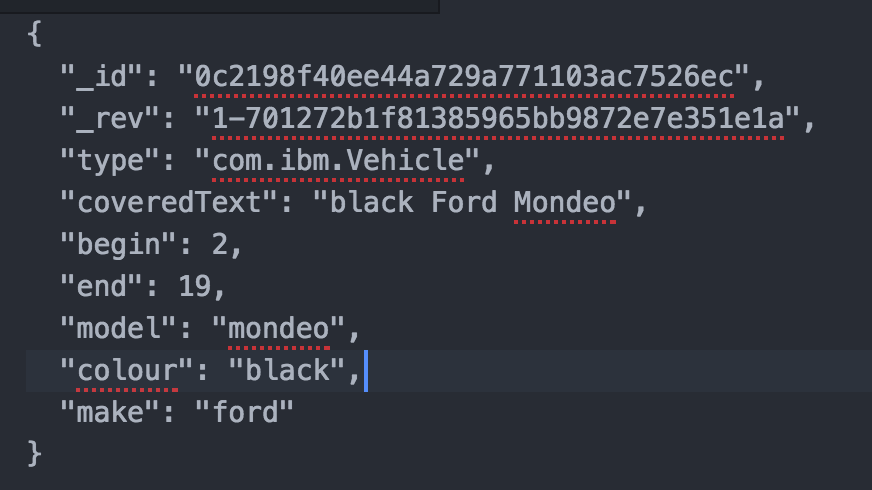 {
"_id": "0c2198f40ee44a729a771103ac7526ec",
"_rev": "1-701272b1f81385965bb9872e7e351e1a",
"type": "com.ibm.Vehicle",
"coveredText": "black Ford Mondeo",
"begin": 2,
"end": 19,
"model": "mondeo",
"colour": "black",
"make": "ford"
}